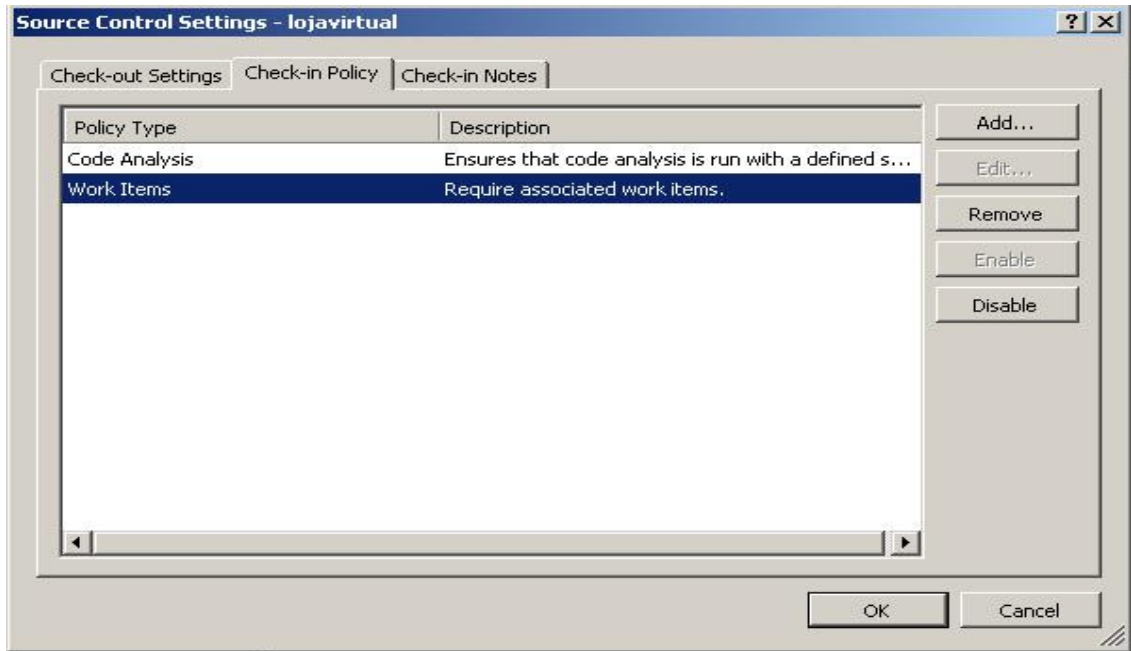 Source Control Settings - lojavirtual
Check-out Settings Check-in Policy Check-in Notes
Policy Type Description
Code Analysis Ensures that code analysis is run with a defined s...
Work Items Require associated work items.
Add...
Edit...
Remove
Enable
Disable
OK Cancel